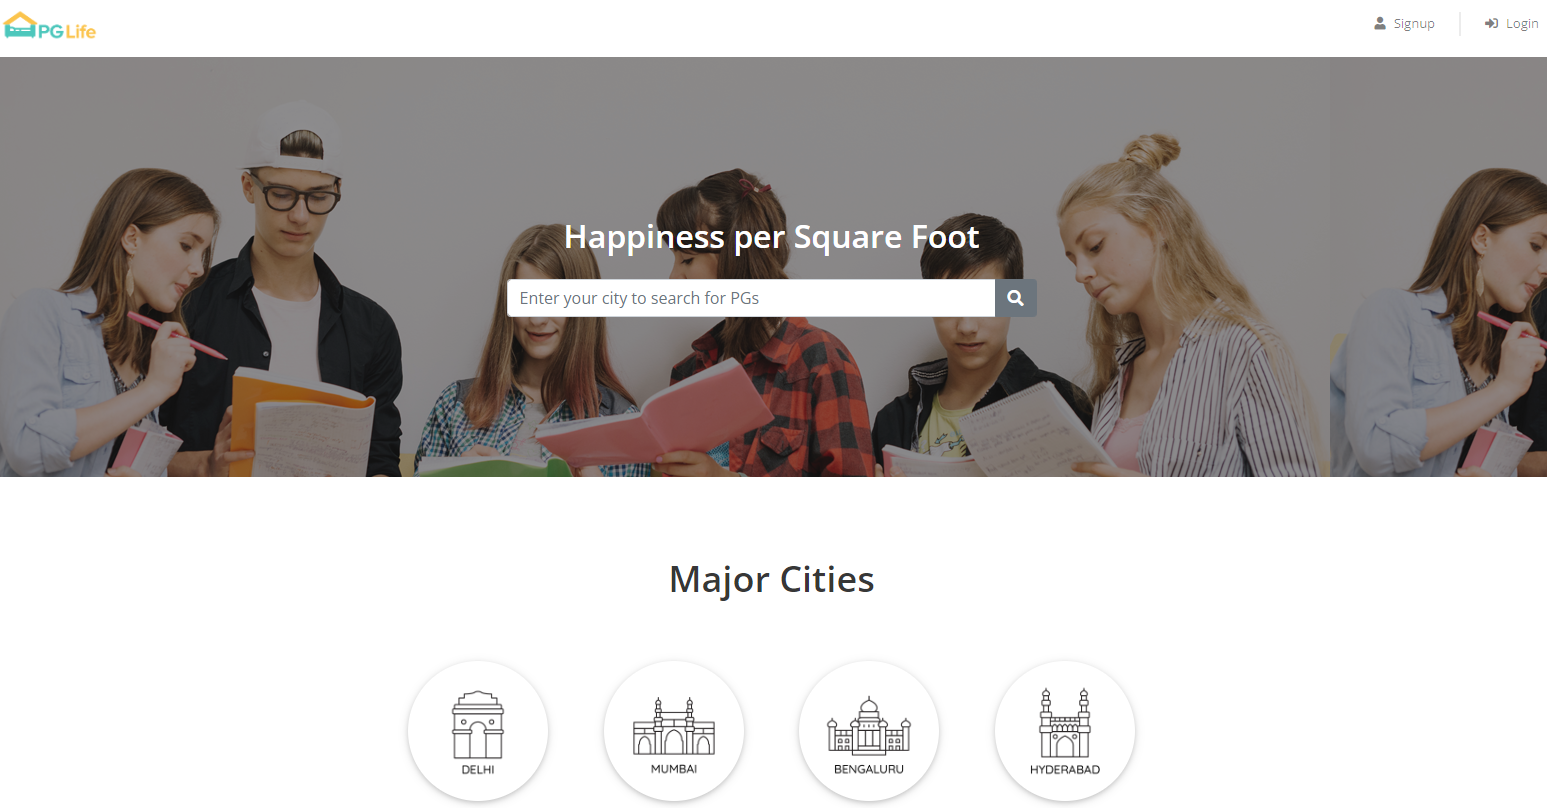 PG Life
Signup
Login
Happiness per Square Foot
Enter your city to search for PGs
Major Cities
DELHI
MUMBAI
BENGALURU
HYDERABAD